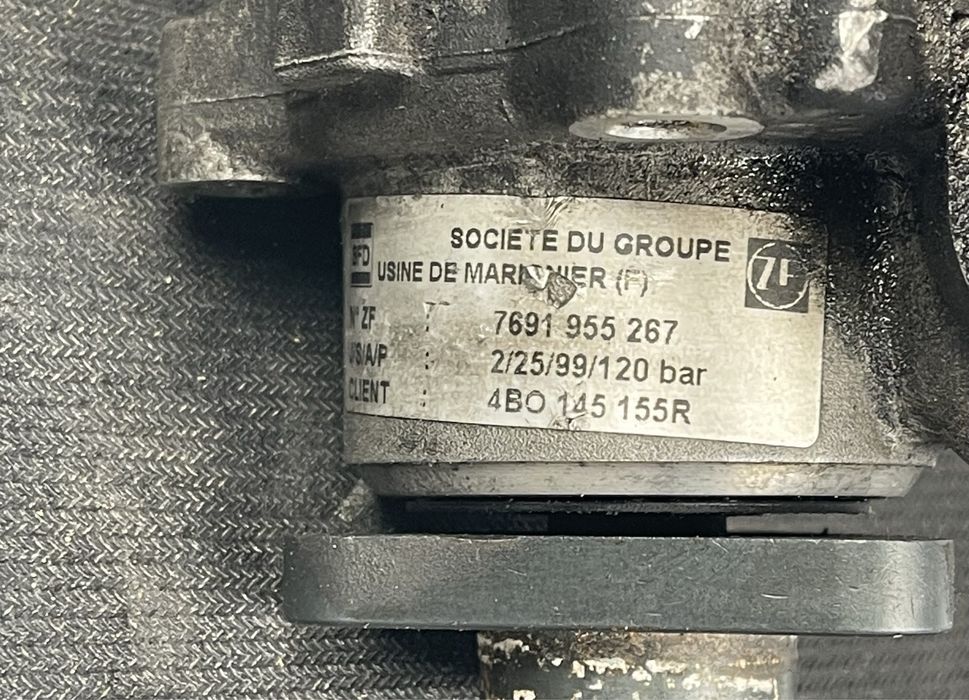 SOCIETE DU GROUPE
ZF
USINE DE (F)
N° ZF : 7691 955 267
J/S/A/P : 2/25/99/120 bar
CLIENT : 4BO 145 155R